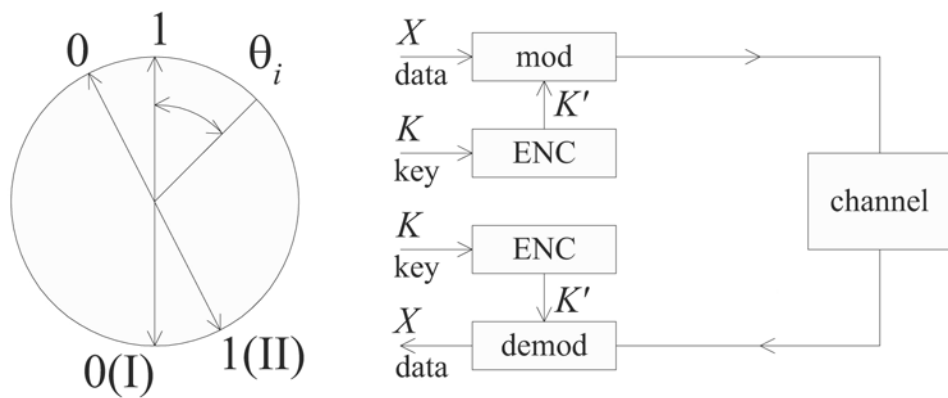 0 1 θi
0(I) 1(II)
X
data
mod
K'
K
key
ENC
channel
K
key
ENC
K'
X
data
demod